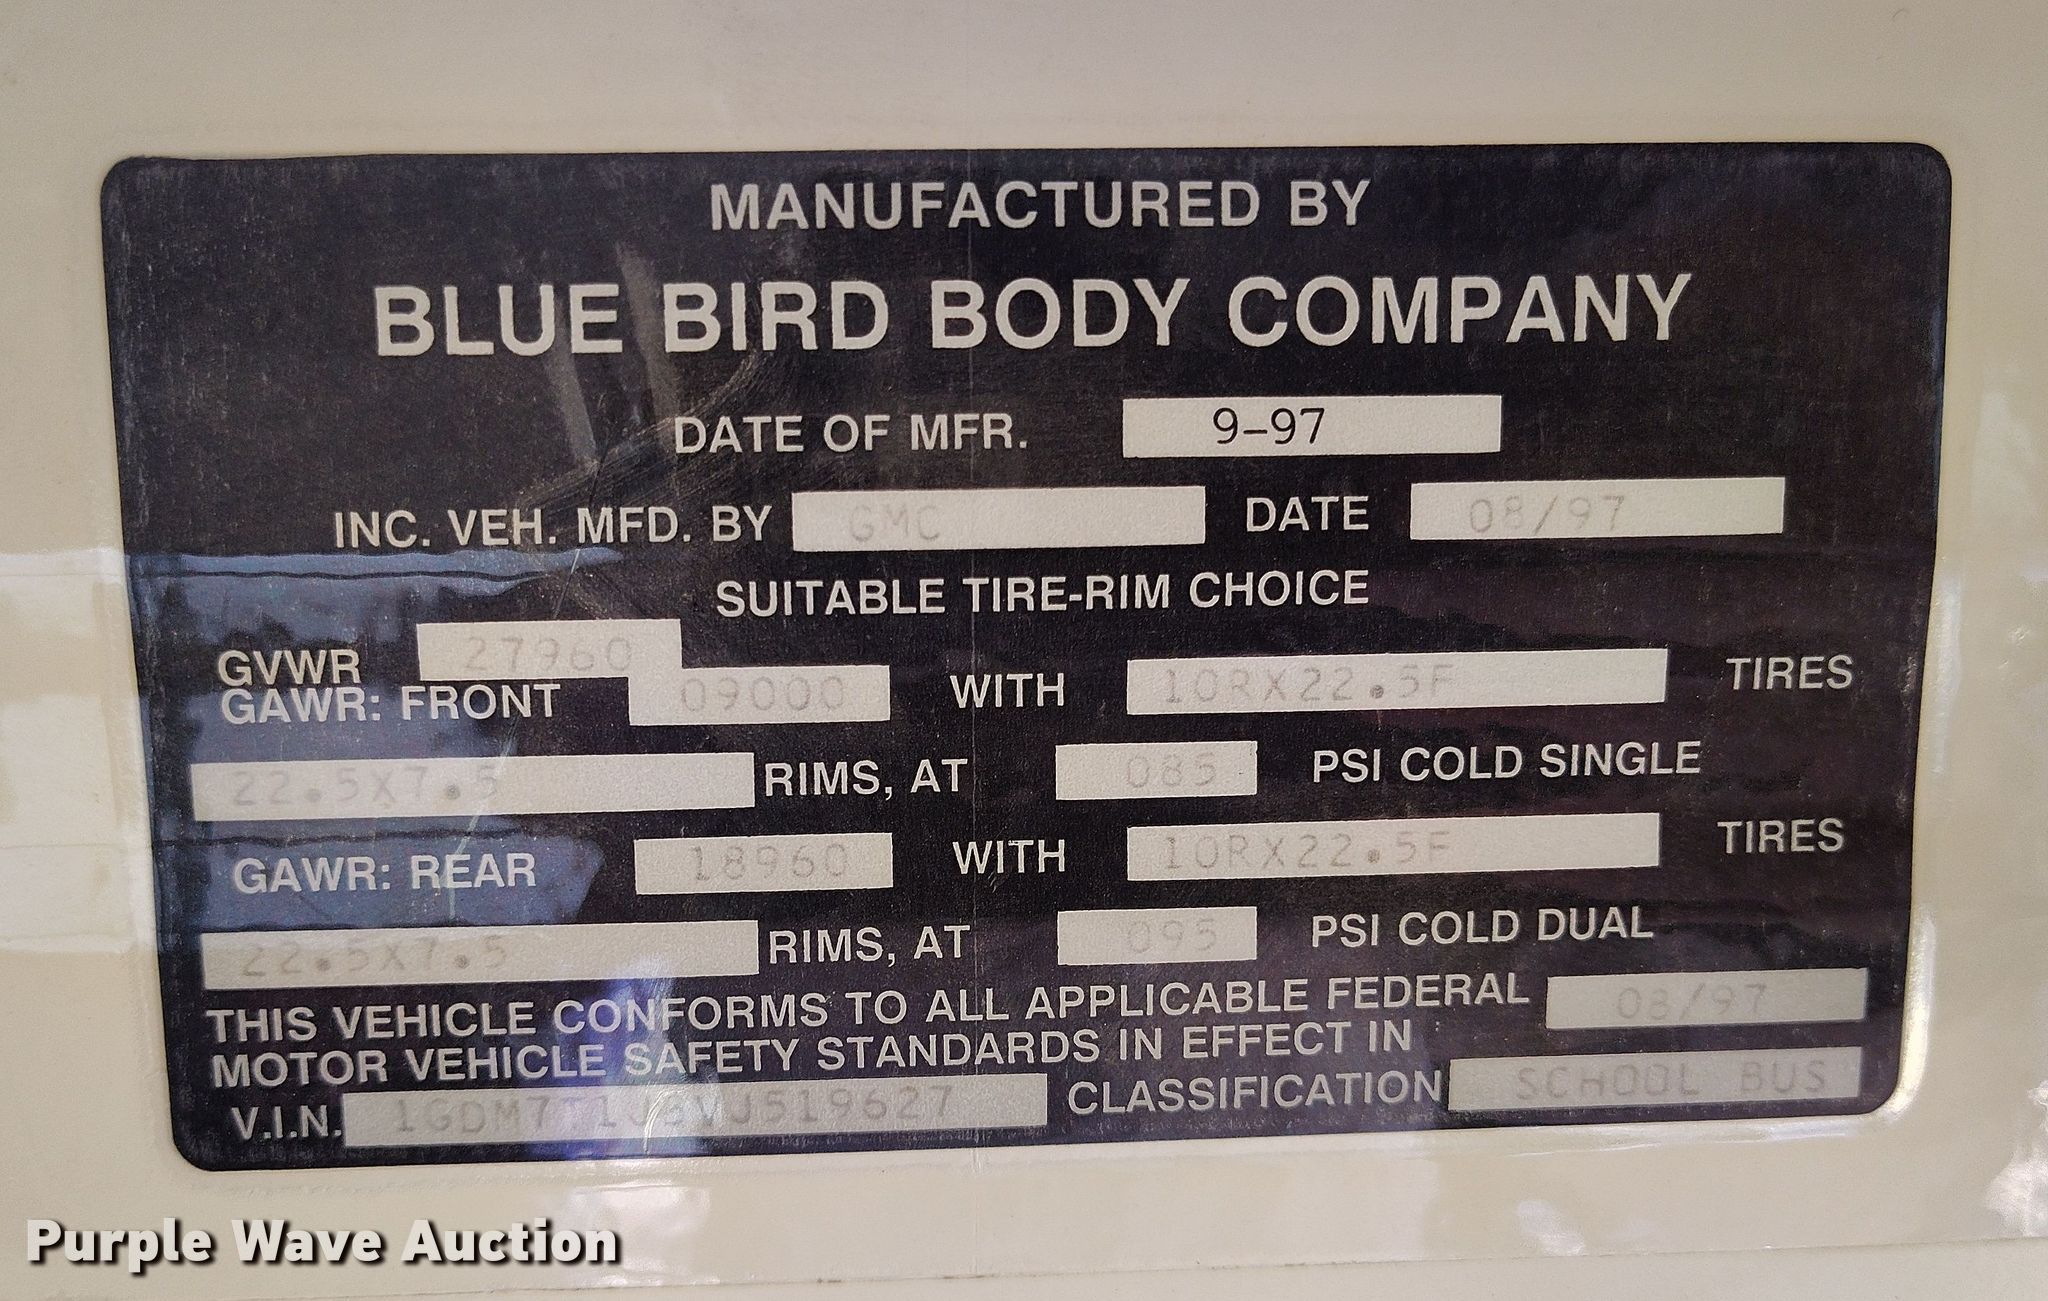 MANUFACTURED BY
BLUE BIRD BODY COMPANY
DATE OF MFR. 9-97
INC. VEH. MFD. BY GMC DATE 08/97
SUITABLE TIRE-RIM CHOICE
GVWR 27960
GAWR: FRONT 09000 WITH 10RX22.5F TIRES
22.5X7.5 RIMS, AT 085 PSI COLD SINGLE
GAWR: REAR 18960 WITH 10RX22.5F TIRES
22.5X7.5 RIMS, AT 095 PSI COLD DUAL
THIS VEHICLE CONFORMS TO ALL APPLICABLE FEDERAL
MOTOR VEHICLE SAFETY STANDARDS IN EFFECT IN 08/97
V.I.N. CLASSIFICATION SCHOOL BUS
Purple Wave Auction